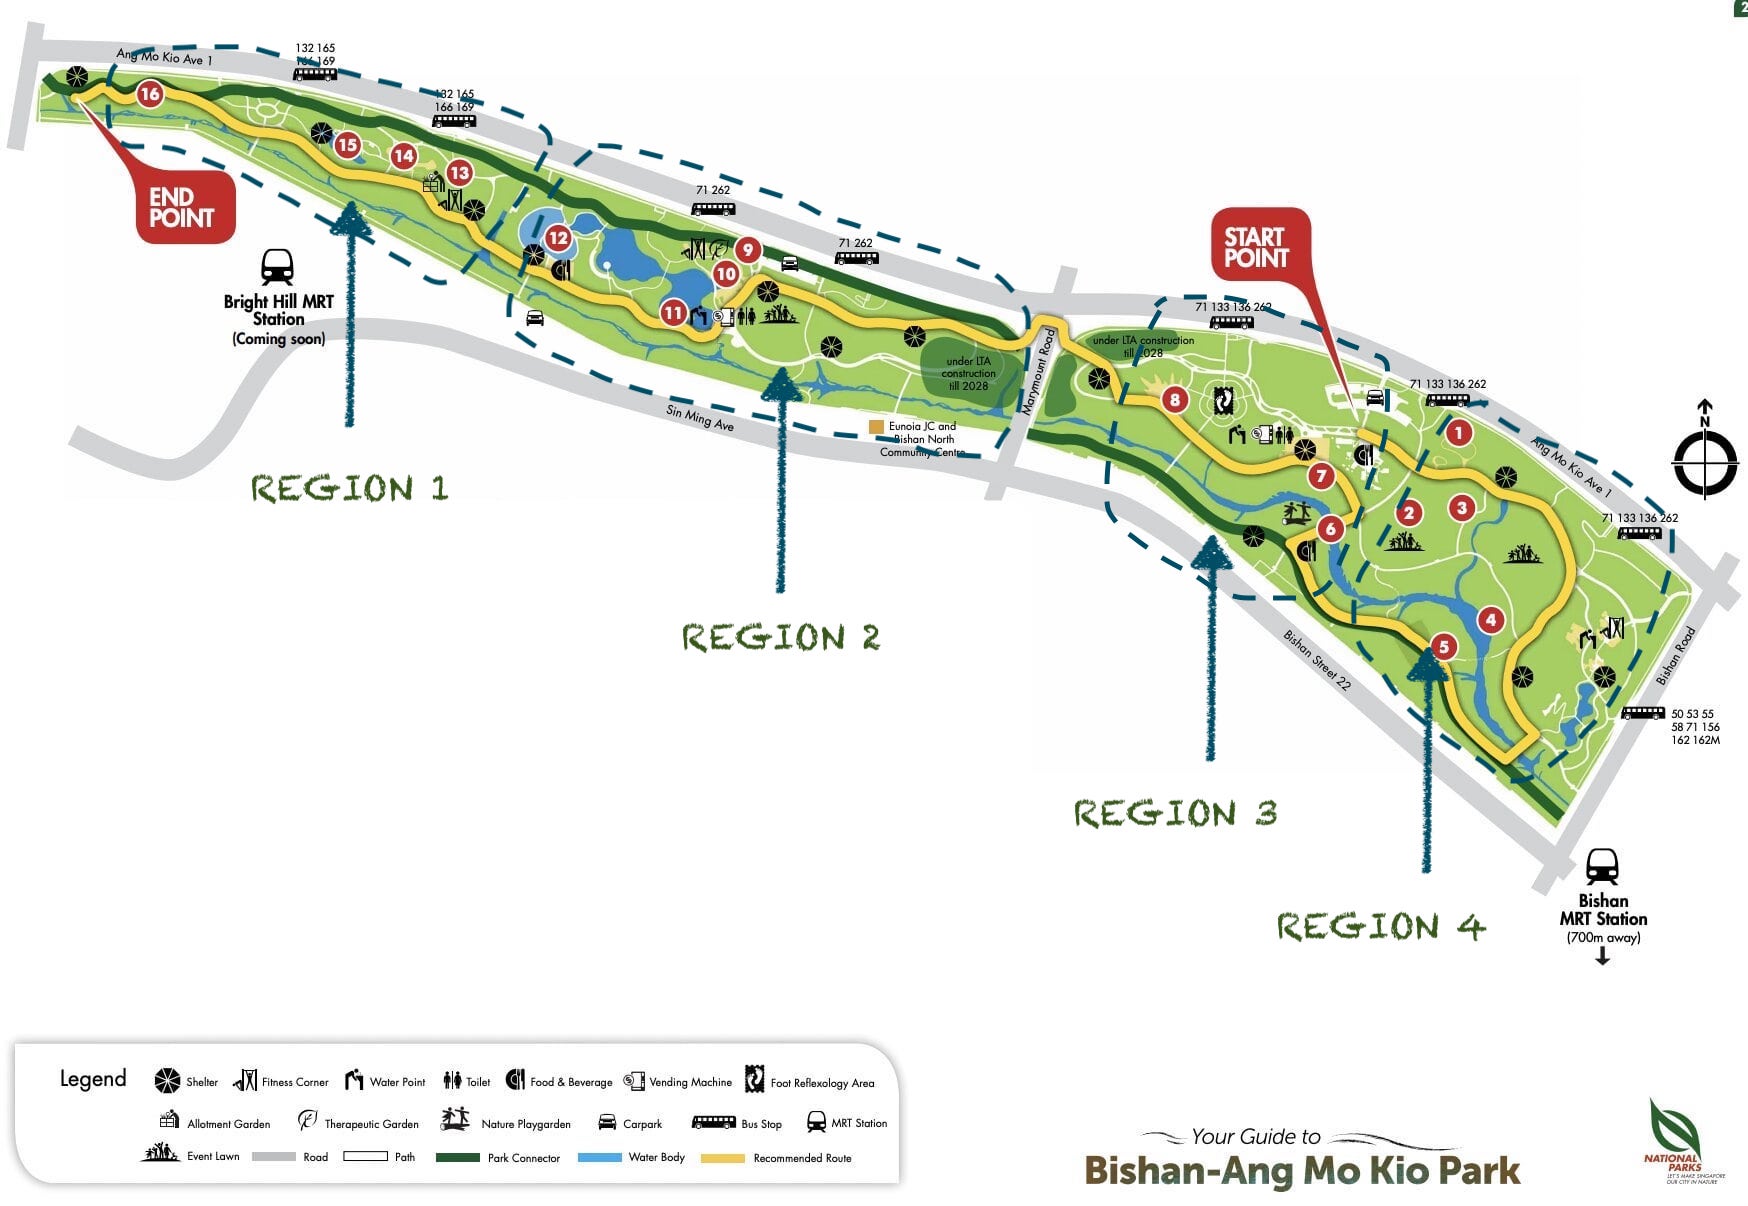 2
Ang Mo Kio Ave 1
132 165
166 169
132 165
166 169
16
15
14
13
END
POINT
Bright Hill MRT
Station
(Coming soon)
REGION 1
71 262
71 262
12
9
10
11
under LTA
construction
till 2028
Sin Ming Ave
Eunoia JC and
Bishan North
Community Centre
REGION 2
Marymount Road
START
POINT
71 133 136 262
under LTA construction
till 2028
8
71 133 136 262
1
Ang Mo Kio Ave 1
7
2
3
6
71 133 136 262
4
5
Bishan Street 22
Bishan Road
50 53 55
58 71 156
162 162M
N
REGION 3
REGION 4
Bishan
MRT Station
(700m away)
Legend
Shelter
Fitness Corner
Water Point
Toilet
Food & Beverage
Vending Machine
Foot Reflexology Area
Allotment Garden
Therapeutic Garden
Nature Playgarden
Carpark
Bus Stop
MRT Station
Event Lawn
Road
Path
Park Connector
Water Body
Recommended Route
Your Guide to
Bishan-Ang Mo Kio Park
NATIONAL
PARKS
LET'S MAKE SINGAPORE
OUR CITY IN NATURE